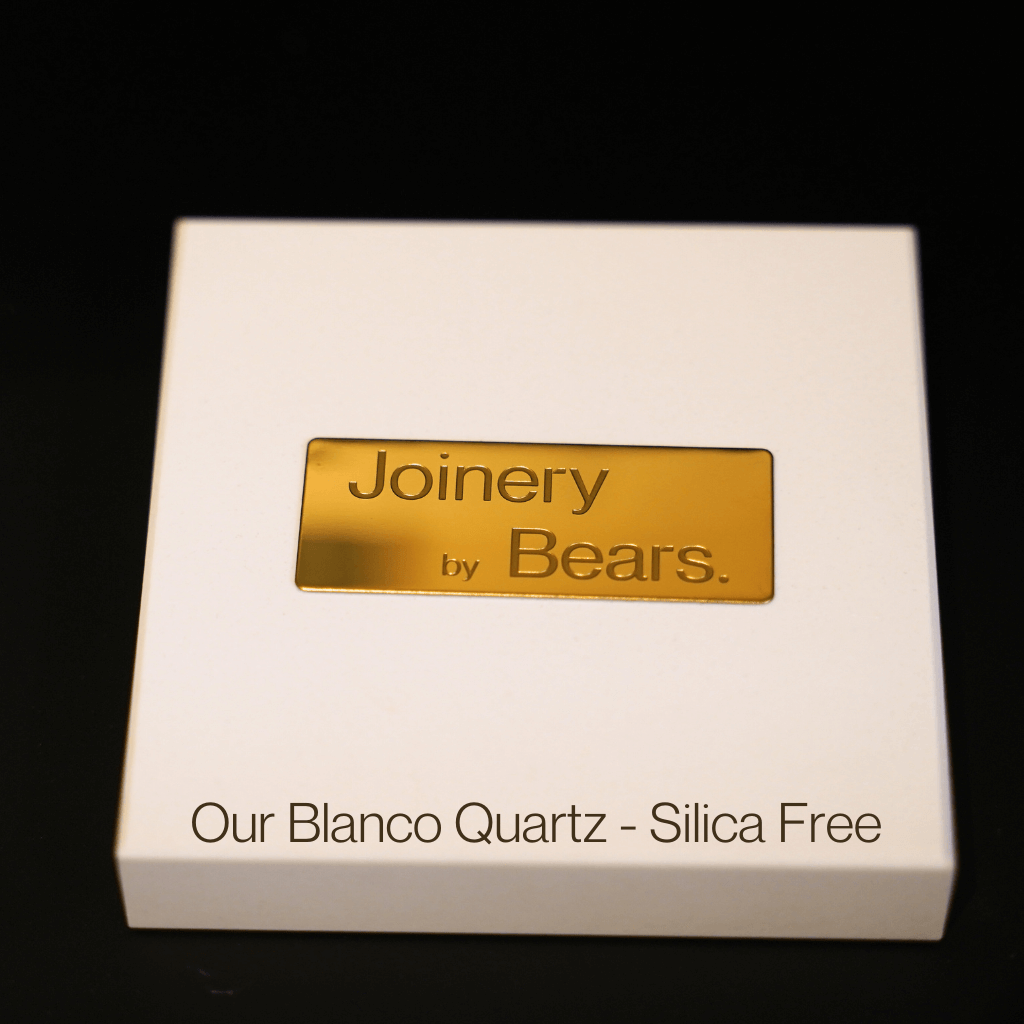 Joinery
by Bears.
Our Blanco Quartz - Silica Free